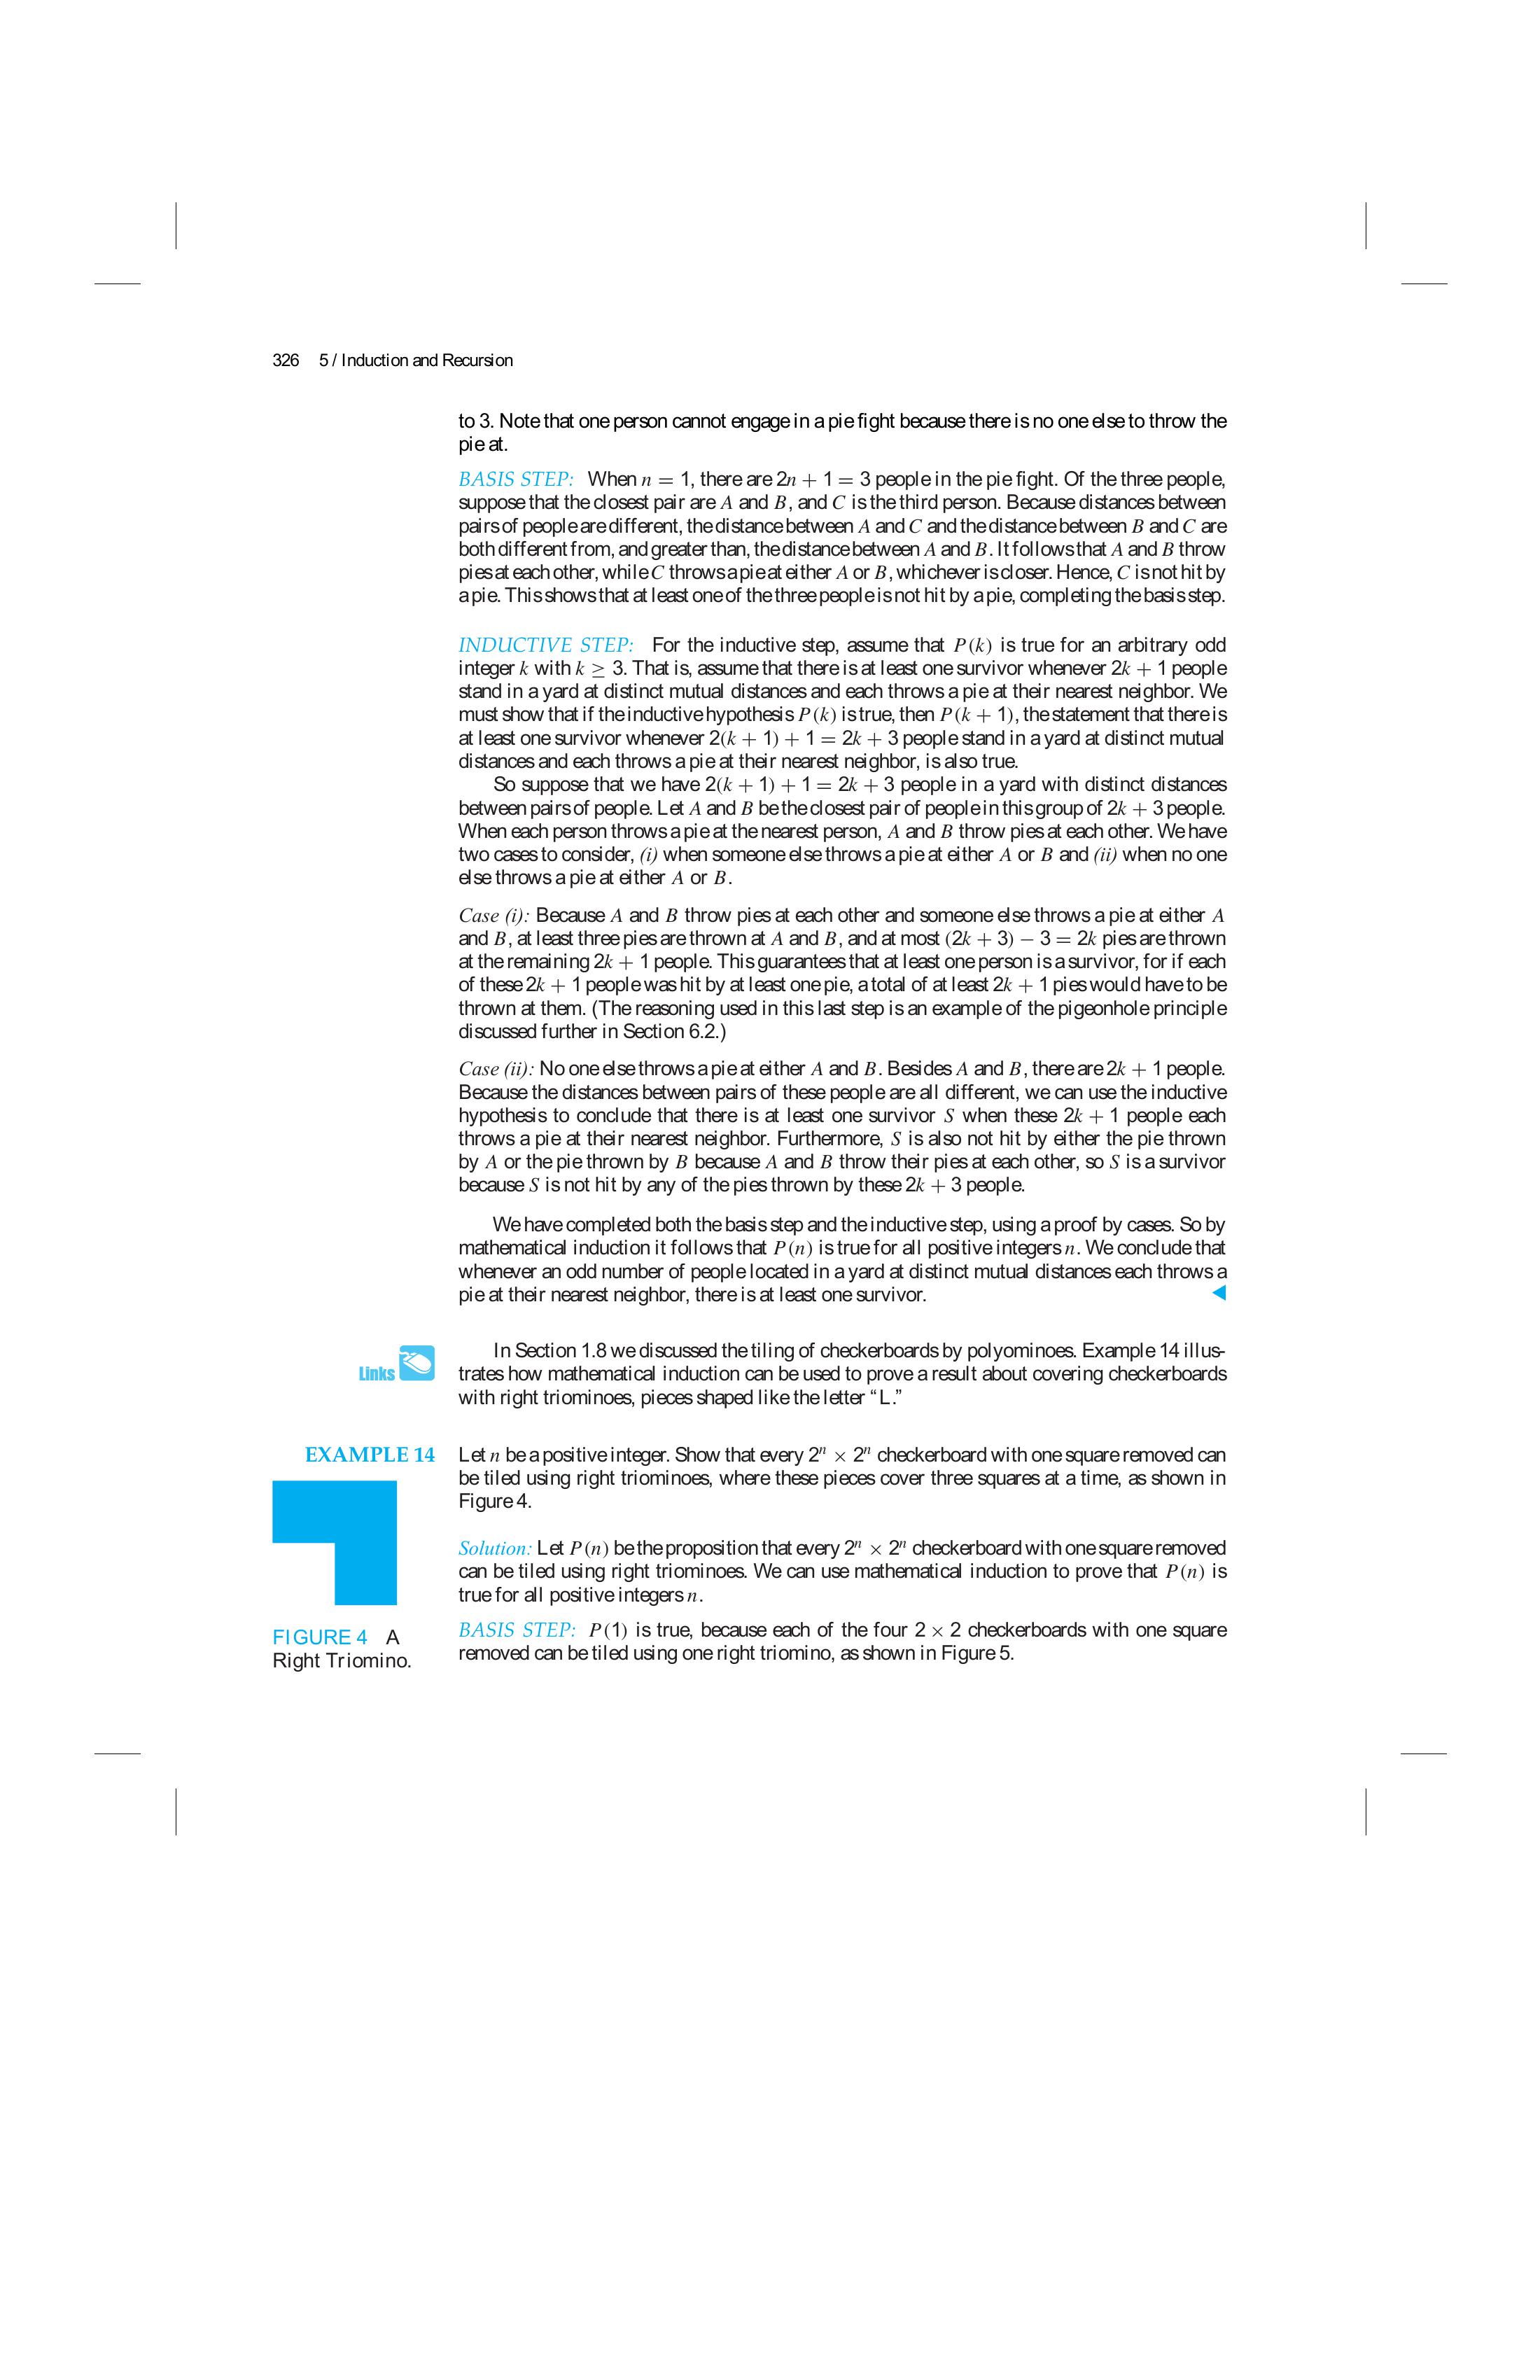 326 5 / Induction and Recursion
to 3. Note that one person cannot engage in a pie fight because there is no one else to throw the
pie at.
BASIS STEP: When n = 1, there are 2n + 1 = 3 people in the pie fight. Of the three people,
suppose that the closest pair are A and B, and C is the third person. Because distances between
pairs of people are different, the distance between A and C and the distance between B and C are
both different from, and greater than, the distance between A and B. It follows that A and B throw
pies at each other, while C throws a pie at either A or B, whichever is closer. Hence, C is not hit by
a pie. This shows that at least one of the three people is not hit by a pie, completing the basis step.
INDUCTIVE STEP: For the inductive step, assume that P(k) is true for an arbitrary odd
integer k with k ≥ 3. That is, assume that there is at least one survivor whenever 2k + 1 people
stand in a yard at distinct mutual distances and each throws a pie at their nearest neighbor. We
must show that if the inductive hypothesis P(k) is true, then P(k + 1), the statement that there is
at least one survivor whenever 2(k + 1) + 1 = 2k + 3 people stand in a yard at distinct mutual
distances and each throws a pie at their nearest neighbor, is also true.
So suppose that we have 2(k + 1) + 1 = 2k + 3 people in a yard with distinct distances
between pairs of people. Let A and B be the closest pair of people in this group of 2k + 3 people.
When each person throws a pie at the nearest person, A and B throw pies at each other. We have
two cases to consider, (i) when someone else throws a pie at either A or B and (ii) when no one
else throws a pie at either A or B.
Case (i): Because A and B throw pies at each other and someone else throws a pie at either A
and B, at least three pies are thrown at A and B, and at most (2k + 3) − 3 = 2k pies are thrown
at the remaining 2k + 1 people. This guarantees that at least one person is a survivor, for if each
of these 2k + 1 people was hit by at least one pie, a total of at least 2k + 1 pies would have to be
thrown at them. (The reasoning used in this last step is an example of the pigeonhole principle
discussed further in Section 6.2.)
Case (ii): No one else throws a pie at either A and B. Besides A and B, there are 2k + 1 people.
Because the distances between pairs of these people are all different, we can use the inductive
hypothesis to conclude that there is at least one survivor S when these 2k + 1 people each
throws a pie at their nearest neighbor. Furthermore, S is also not hit by either the pie thrown
by A or the pie thrown by B because A and B throw their pies at each other, so S is a survivor
because S is not hit by any of the pies thrown by these 2k + 3 people.
We have completed both the basis step and the inductive step, using a proof by cases. So by
mathematical induction it follows that P(n) is true for all positive integers n. We conclude that
whenever an odd number of people located in a yard at distinct mutual distances each throws a
pie at their nearest neighbor, there is at least one survivor.
Links
In Section 1.8 we discussed the tiling of checkerboards by polyominoes. Example 14 illus-
trates how mathematical induction can be used to prove a result about covering checkerboards
with right triominoes, pieces shaped like the letter “L.”
EXAMPLE 14 Let n be a positive integer. Show that every 2ⁿ × 2ⁿ checkerboard with one square removed can
be tiled using right triominoes, where these pieces cover three squares at a time, as shown in
Figure 4.
Solution: Let P(n) be the proposition that every 2ⁿ × 2ⁿ checkerboard with one square removed
can be tiled using right triominoes. We can use mathematical induction to prove that P(n) is
true for all positive integers n.
BASIS STEP: P(1) is true, because each of the four 2 × 2 checkerboards with one square
removed can be tiled using one right triomino, as shown in Figure 5.
FIGURE 4 A
Right Triomino.